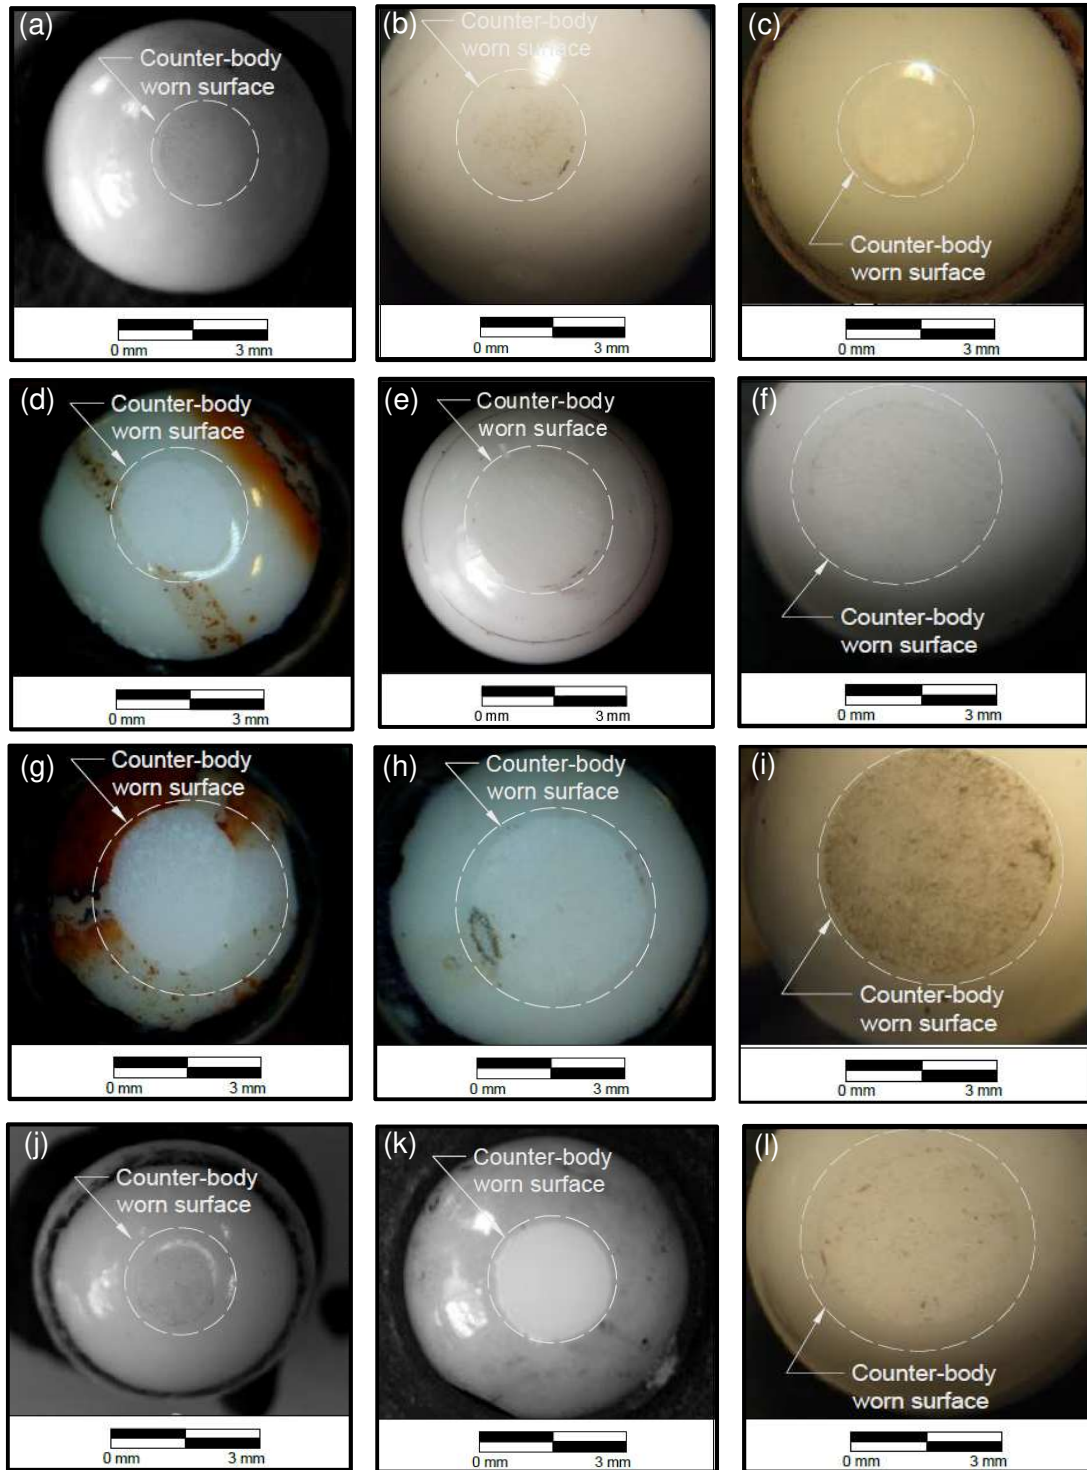 (a)
Counter-body
worn surface
0 mm 3 mm
(b)
Counter-body
worn surface
0 mm 3 mm
(c)
Counter-body
worn surface
0 mm 3 mm
(d)
Counter-body
worn surface
0 mm 3 mm
(e)
Counter-body
worn surface
0 mm 3 mm
(f)
Counter-body
worn surface
0 mm 3 mm
(g)
Counter-body
worn surface
0 mm 3 mm
(h)
Counter-body
worn surface
0 mm 3 mm
(i)
Counter-body
worn surface
0 mm 3 mm
(j)
Counter-body
worn surface
0 mm 3 mm
(k)
Counter-body
worn surface
0 mm 3 mm
(l)
Counter-body
worn surface
0 mm 3 mm